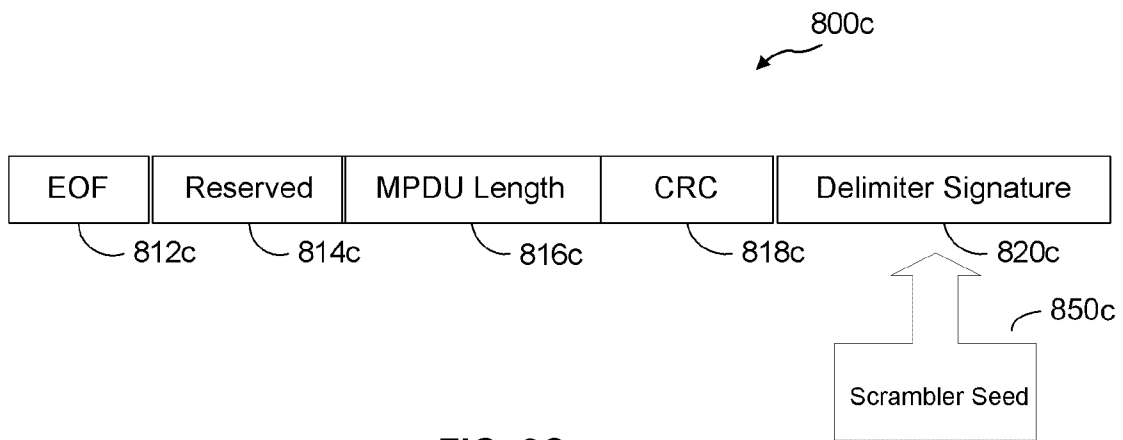 800c
EOF Reserved MPDU Length CRC Delimiter Signature
812c 814c 816c 818c 820c
850c
Scrambler Seed